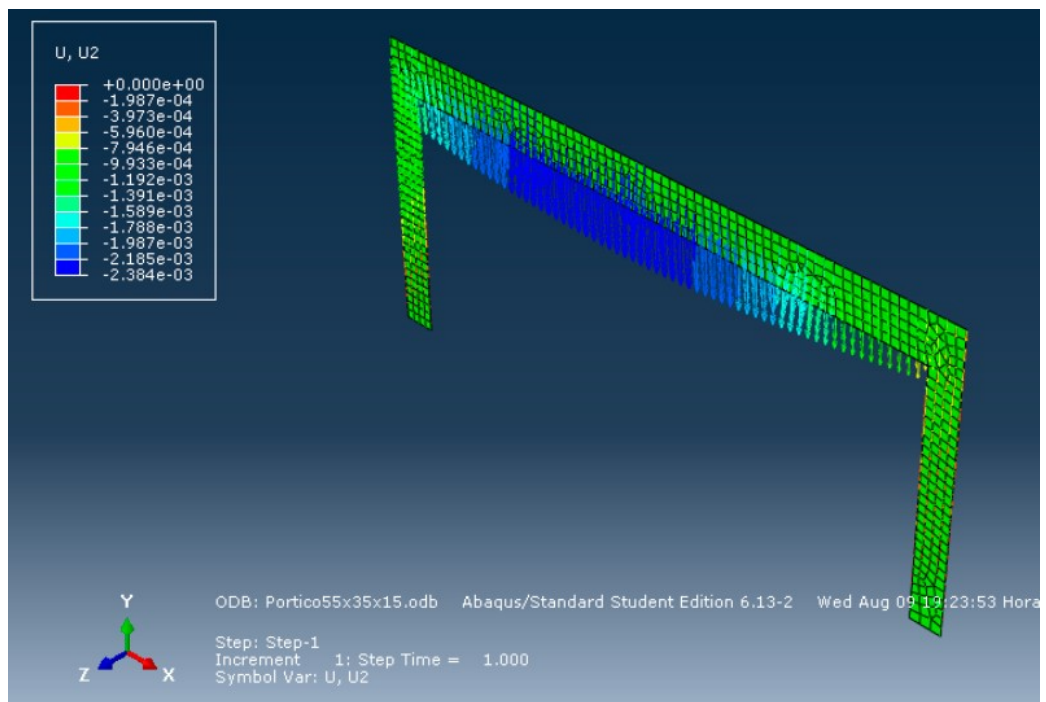 U, U2
+0.000e+00
-1.987e-04
-3.973e-04
-5.960e-04
-7.946e-04
-9.933e-04
-1.192e-03
-1.391e-03
-1.589e-03
-1.788e-03
-1.987e-03
-2.185e-03
-2.384e-03
Y
Z
X
ODB: Portico55x35x15.odb Abaqus/Standard Student Edition 6.13-2 Wed Aug 09 19:23:53 Hora
Step: Step-1
Increment 1: Step Time = 1.000
Symbol Var: U, U2